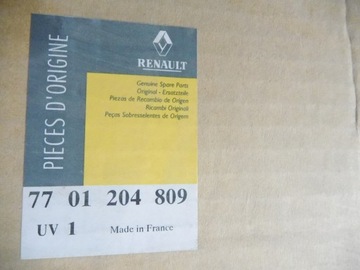 PIECES D'ORIGINE
RENAULT
Genuine Spare Parts
Original - Ersatzteile
Piezas de Recambio de Origen
Ricambi Originali
Peças Sobresselentes de Origem
77 01 204 809
UV 1 Made in France